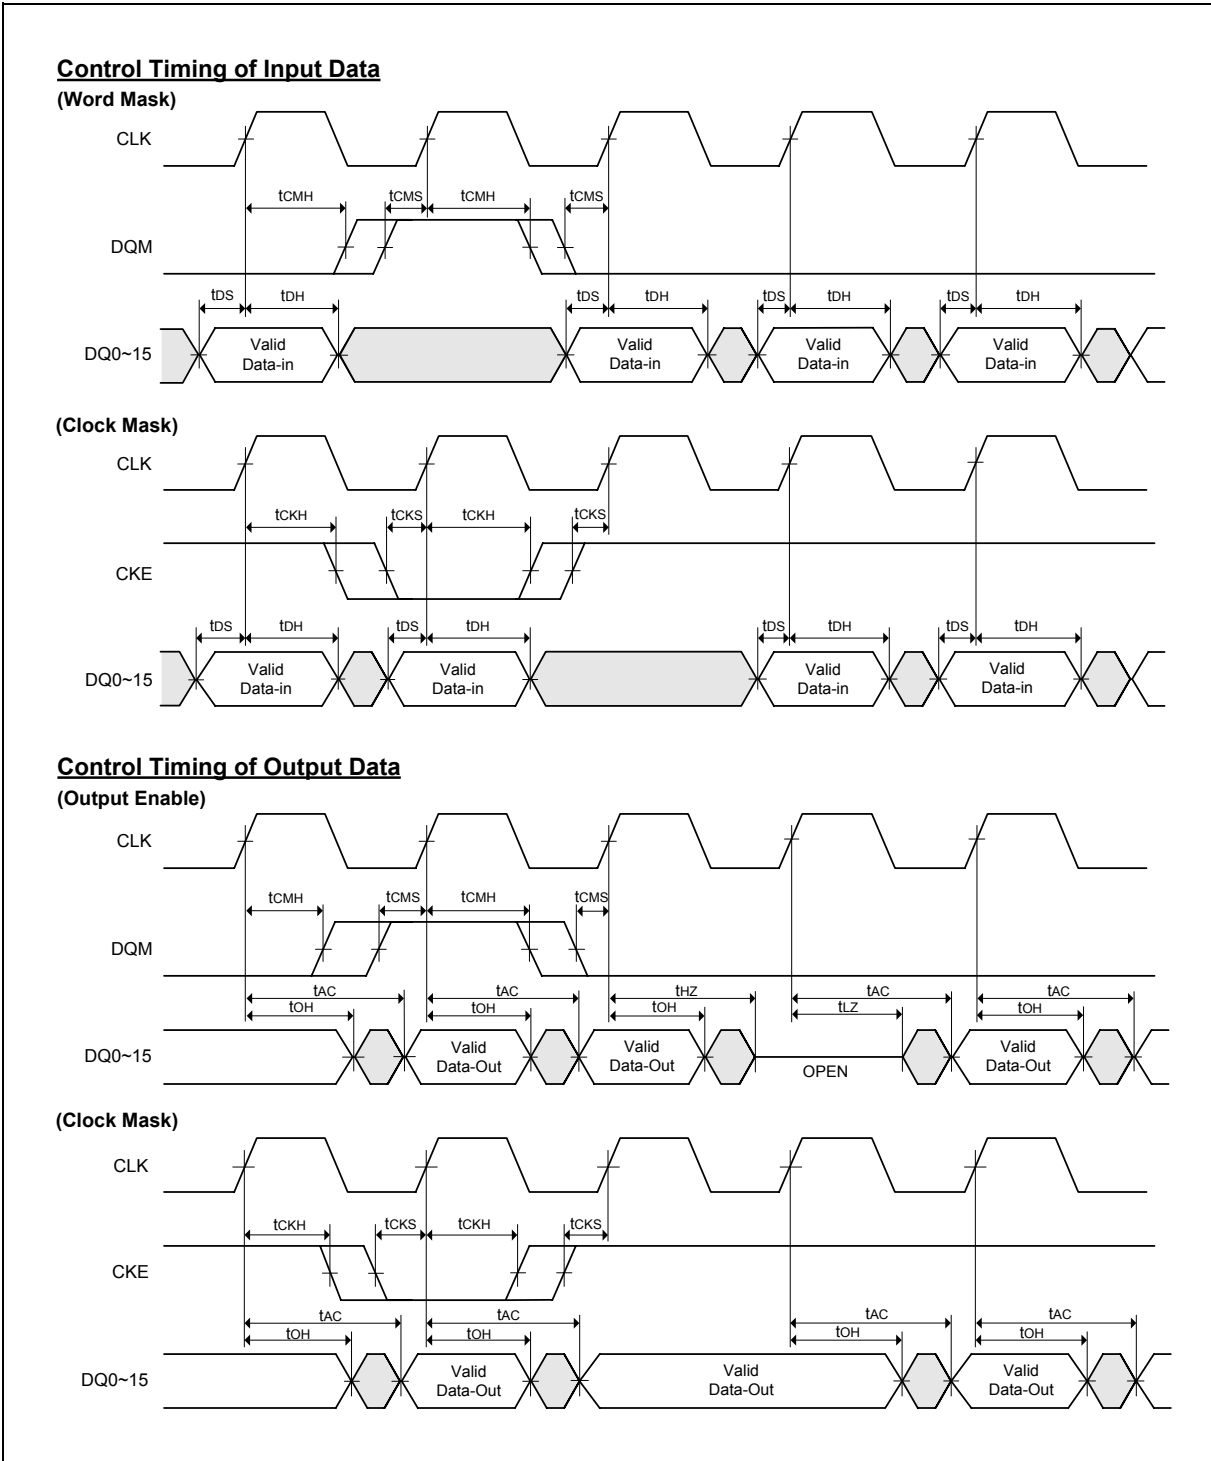 Control Timing of Input Data
(Word Mask)
CLK
tCMH tCMS tCMH tCMS
DQM
tDS tDH tDS tDH tDS tDH tDS tDH
DQ0~15
Valid Data-in
Valid Data-in
Valid Data-in
Valid Data-in
(Clock Mask)
CLK
tCKH tCKS tCKH tCKS
CKE
tDS tDH tDS tDH tDS tDH tDS tDH
DQ0~15
Valid Data-in
Valid Data-in
Valid Data-in
Valid Data-in
Control Timing of Output Data
(Output Enable)
CLK
tCMH tCMS tCMH tCMS
DQM
tAC tAC tHZ tAC tAC
tOH tOH tOH tLZ tOH
DQ0~15
Valid Data-Out
Valid Data-Out
OPEN
Valid Data-Out
(Clock Mask)
CLK
tCKH tCKS tCKH tCKS
CKE
tAC tAC tAC tAC
tOH tOH tOH tOH
DQ0~15
Valid Data-Out
Valid Data-Out
Valid Data-Out